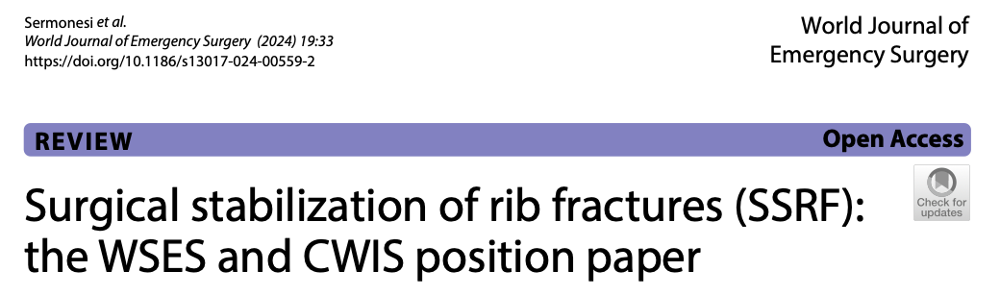 Sermonesi et al.
World Journal of Emergency Surgery (2024) 19:33
https://doi.org/10.1186/s13017-024-00559-2
World Journal of
Emergency Surgery
REVIEW
Open Access
Surgical stabilization of rib fractures (SSRF):
the WSES and CWIS position paper
Check for
updates